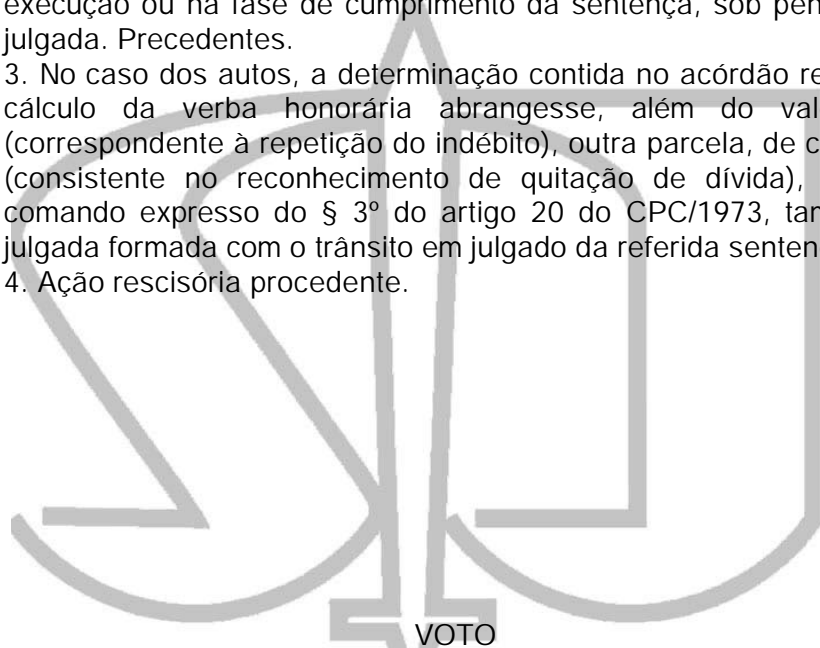 execução ou na fase de cumprimento da sentença, sob pen
julgada. Precedentes.
3. No caso dos autos, a determinação contida no acórdão re
cálculo da verba honorária abrangesse, além do val
(correspondente à repetição do indébito), outra parcela, de c
(consistente no reconhecimento de quitação de dívida),
comando expresso do § 3º do artigo 20 do CPC/1973, tar
julgada formada com o trânsito em julgado da referida senten
4. Ação rescisória procedente.
VOTO